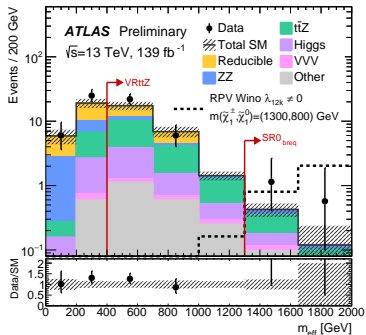 ATLAS Preliminary
√s=13 TeV, 139 fb⁻¹
Data
Total SM
Reducible
ZZ
tt̄Z
Higgs
VVV
Other
RPV Wino λ₁₂ₖ ≠ 0
m(χ̃₁±,χ̃₁⁰)=(1300,800) GeV
VRttZ
SR0breq
Events / 200 GeV
10²
10
1
10⁻¹
Data/SM
2
1.5
1
0.5
0
0 200 400 600 800 1000 1200 1400 1600 1800 2000
meff [GeV]